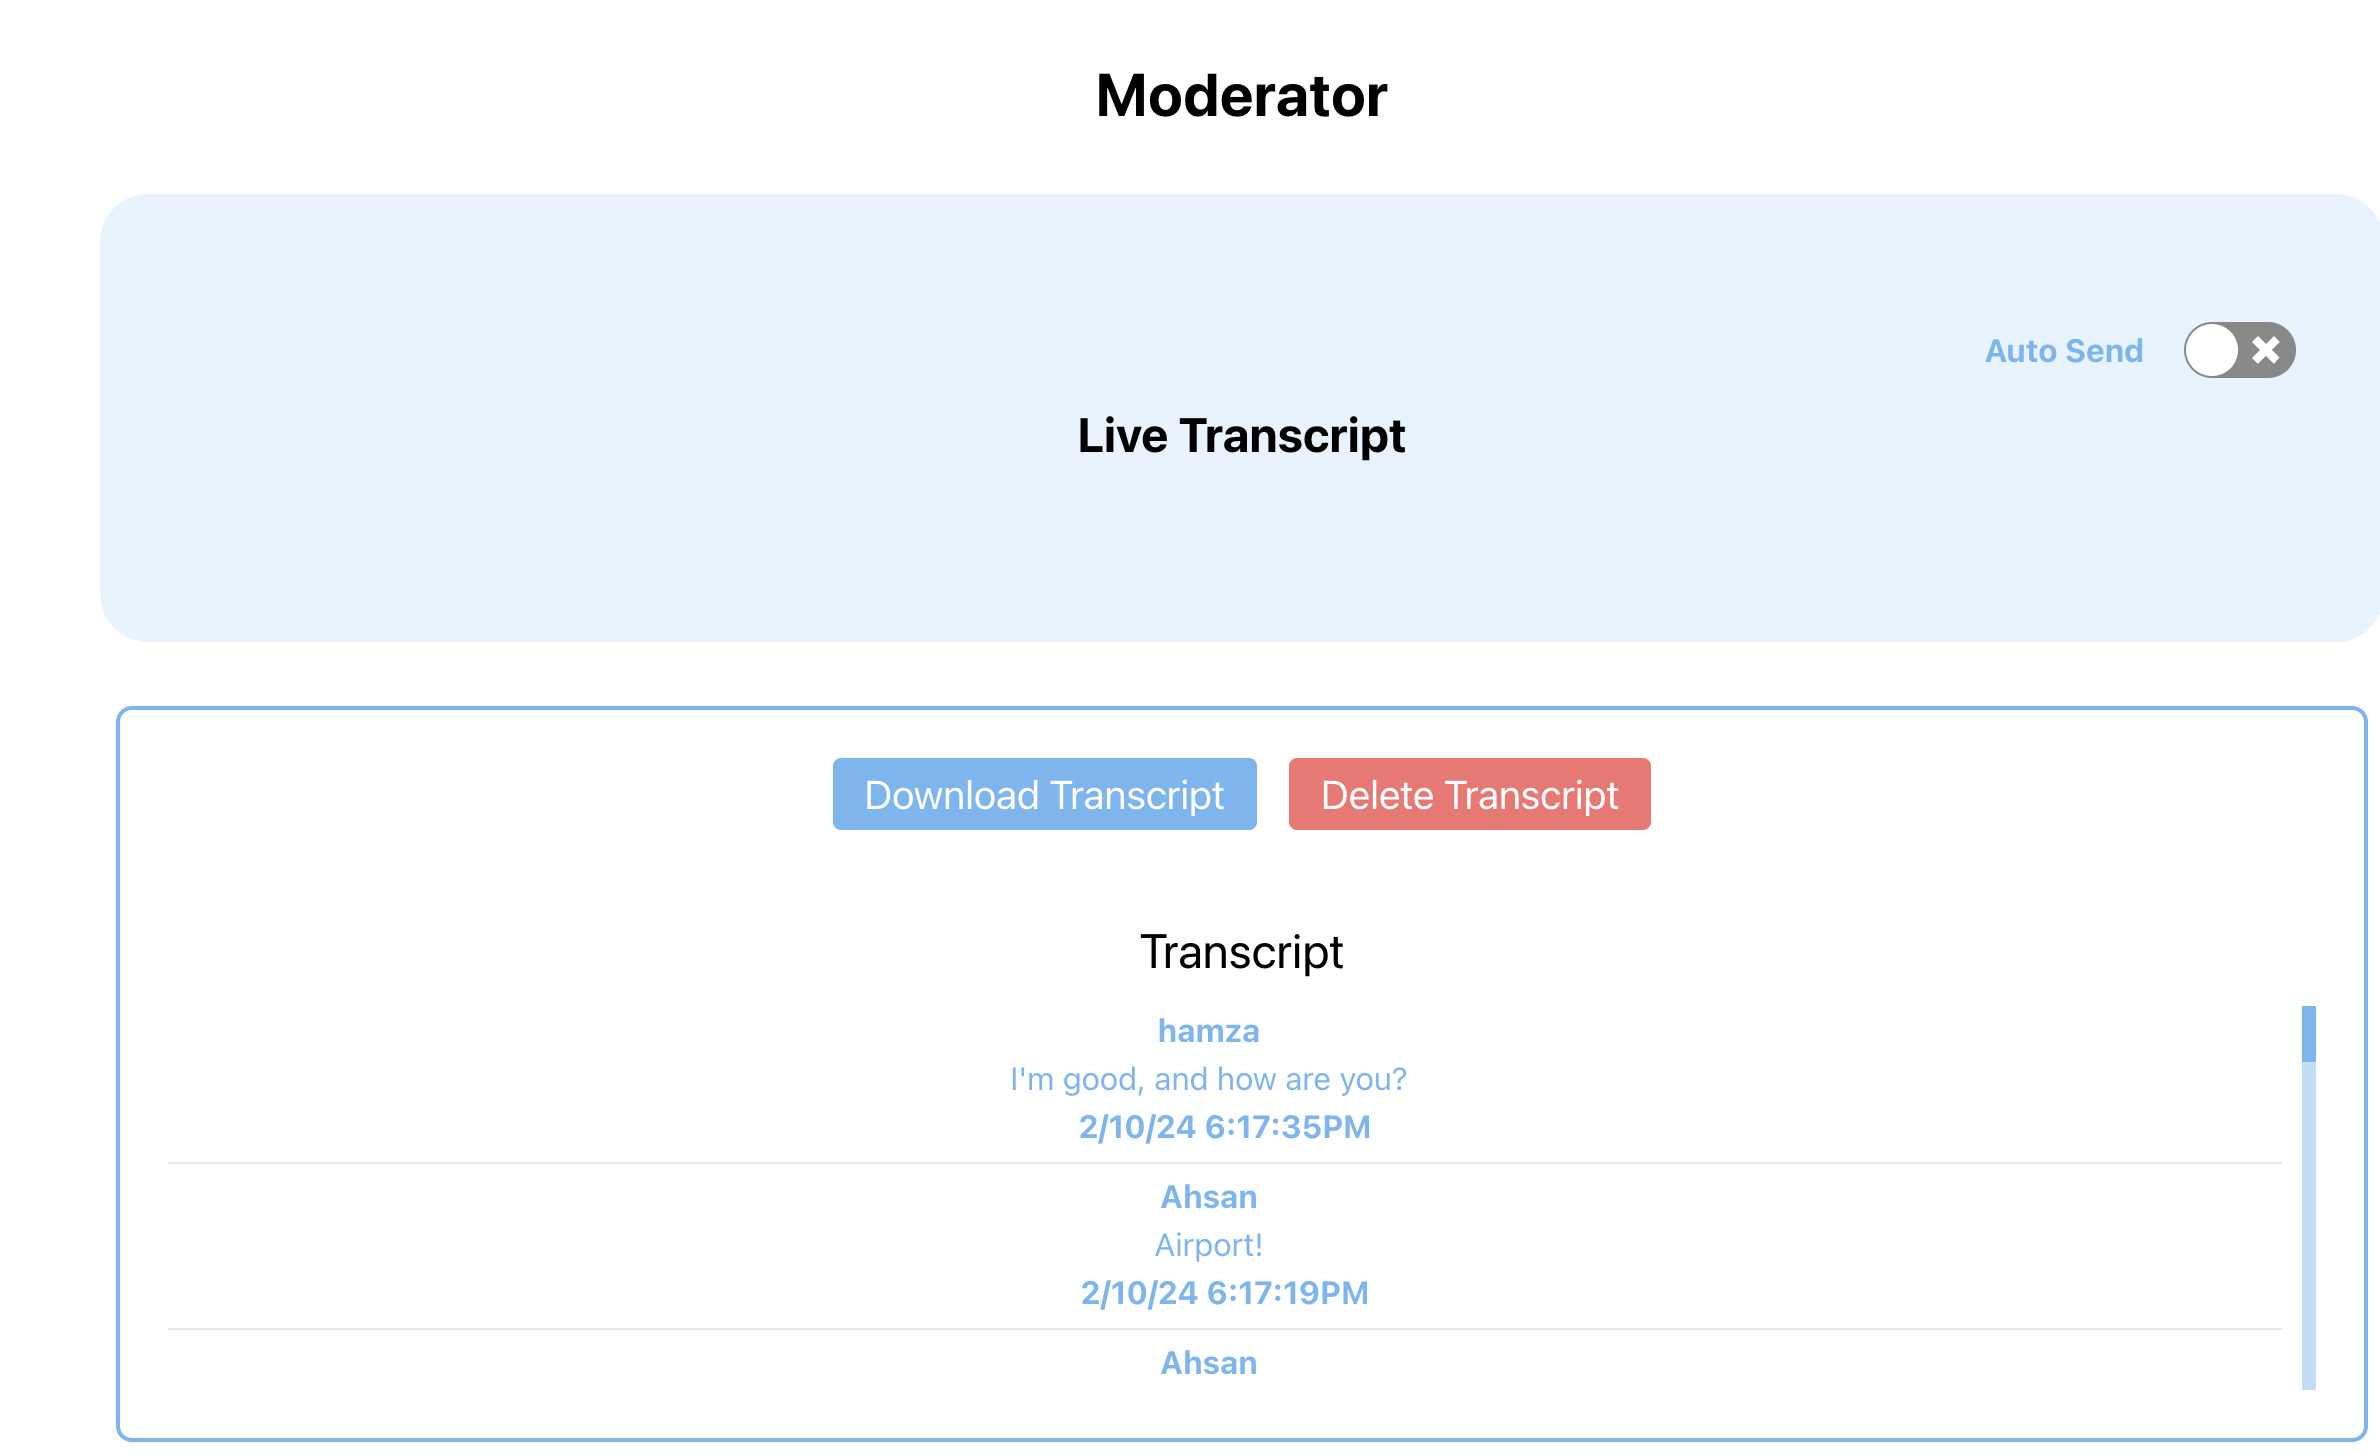 Moderator
Auto Send
Live Transcript
Download Transcript Delete Transcript
Transcript
hamza
I'm good, and how are you?
2/10/24 6:17:35PM
Ahsan
Airport!
2/10/24 6:17:19PM
Ahsan